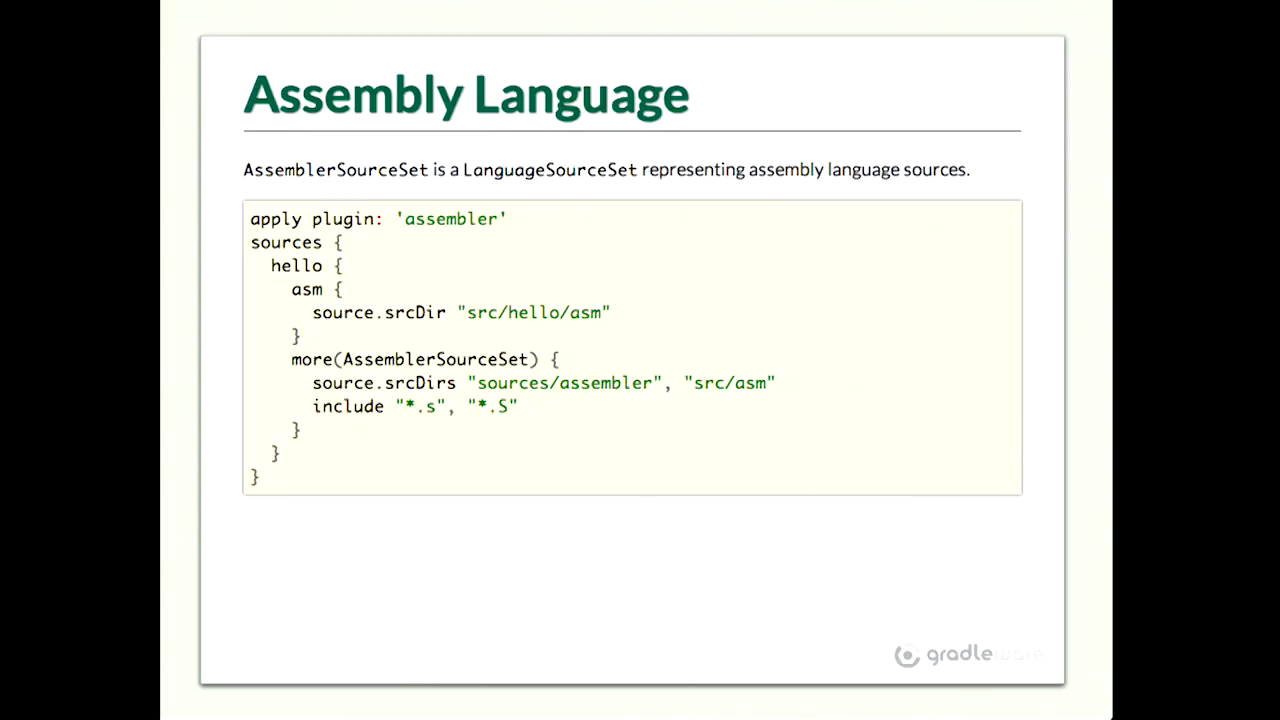 Assembly Language
AssemblerSourceSet is a LanguageSourceSet representing assembly language sources.
apply plugin: 'assembler'
sources {
  hello {
    asm {
      source.srcDir "src/hello/asm"
    }
    more(AssemblerSourceSet) {
      source.srcDirs "sources/assembler", "src/asm"
      include "*.s", "*.S"
    }
  }
}
gradleware